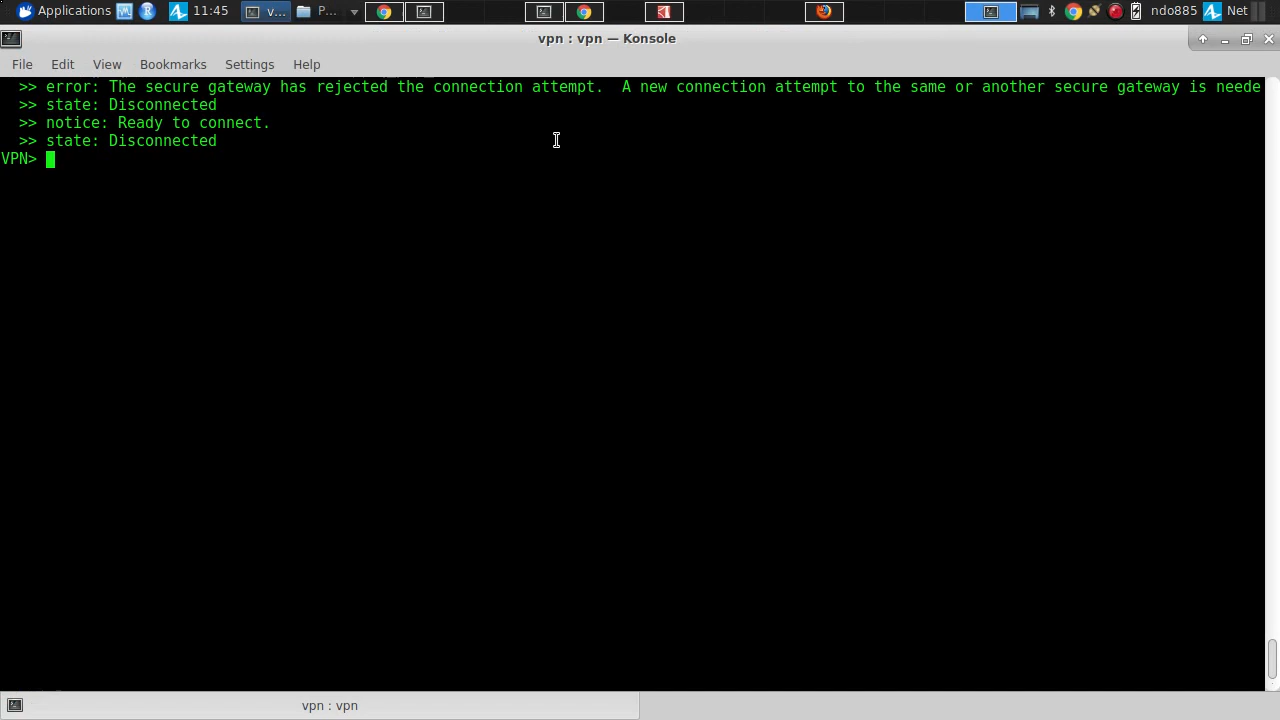 Applications 11:45 v... P... ndo885 Net
vpn : vpn — Konsole
File Edit View Bookmarks Settings Help
>> error: The secure gateway has rejected the connection attempt.  A new connection attempt to the same or another secure gateway is neede
>> state: Disconnected
>> notice: Ready to connect.
>> state: Disconnected
VPN>
vpn : vpn